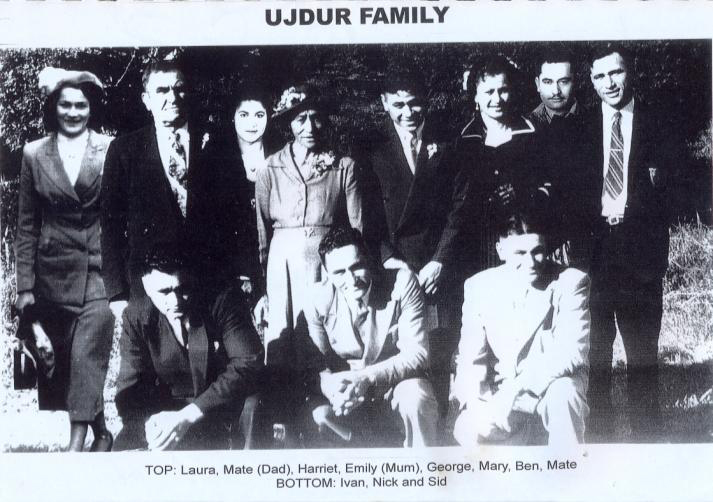 UJDUR FAMILY
TOP: Laura, Mate (Dad), Harriet, Emily (Mum), George, Mary, Ben, Mate
BOTTOM: Ivan, Nick and Sid